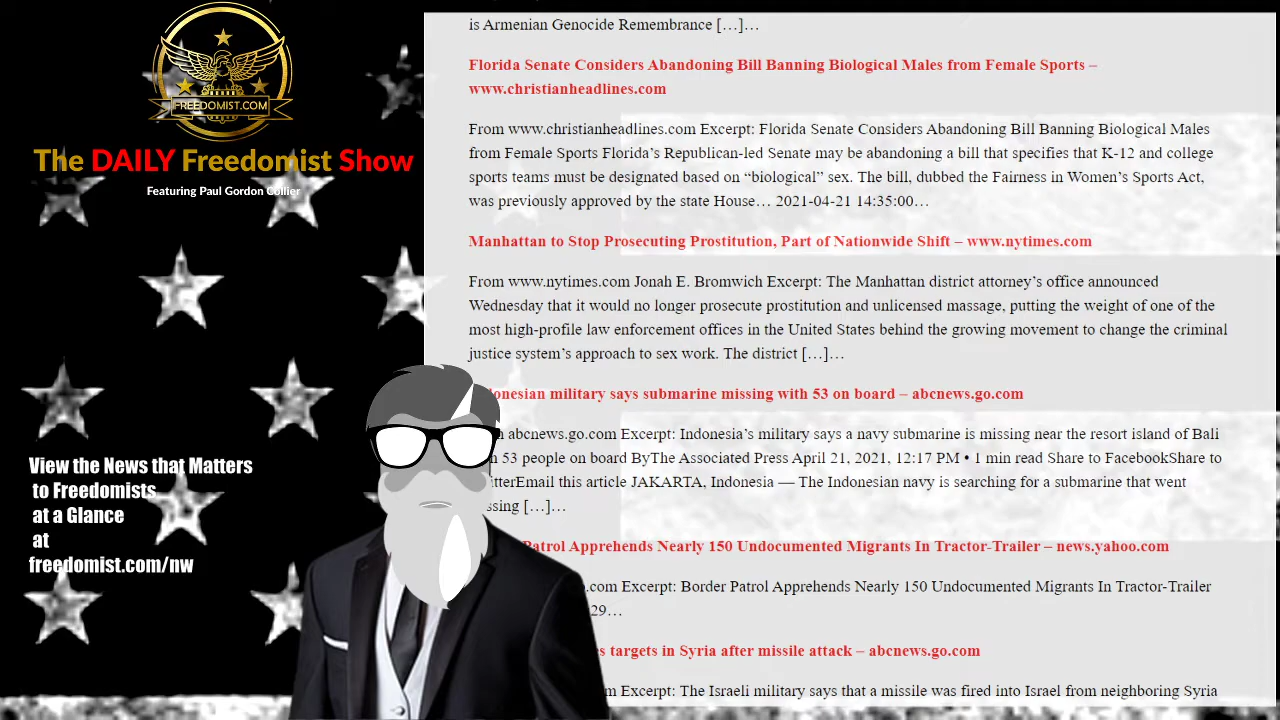 FREEDOMIST.COM
The DAILY Freedomist Show
Featuring Paul Gordon Collier
View the News that Matters
to Freedomists
at a Glance
at
freedomist.com/nw
is Armenian Genocide Remembrance […]…
Florida Senate Considers Abandoning Bill Banning Biological Males from Female Sports –
www.christianheadlines.com
From www.christianheadlines.com Excerpt: Florida Senate Considers Abandoning Bill Banning Biological Males
from Female Sports Florida’s Republican-led Senate may be abandoning a bill that specifies that K-12 and college
sports teams must be designated based on “biological” sex. The bill, dubbed the Fairness in Women’s Sports Act,
was previously approved by the state House… 2021-04-21 14:35:00…
Manhattan to Stop Prosecuting Prostitution, Part of Nationwide Shift – www.nytimes.com
From www.nytimes.com Jonah E. Bromwich Excerpt: The Manhattan district attorney’s office announced
Wednesday that it would no longer prosecute prostitution and unlicensed massage, putting the weight of one of the
most high-profile law enforcement offices in the United States behind the growing movement to change the criminal
justice system’s approach to sex work. The district […]…
military says submarine missing with 53 on board – abcnews.go.com
abcnews.go.com Excerpt: Indonesia’s military says a navy submarine is missing near the resort island of Bali
53 people on board ByThe Associated Press April 21, 2021, 12:17 PM • 1 min read Share to FacebookShare to
this article JAKARTA, Indonesia — The Indonesian navy is searching for a submarine that went
[…]…
Patrol Apprehends Nearly 150 Undocumented Migrants In Tractor-Trailer – news.yahoo.com
Excerpt: Border Patrol Apprehends Nearly 150 Undocumented Migrants In Tractor-Trailer
29…
targets in Syria after missile attack – abcnews.go.com
Excerpt: The Israeli military says that a missile was fired into Israel from neighboring Syria